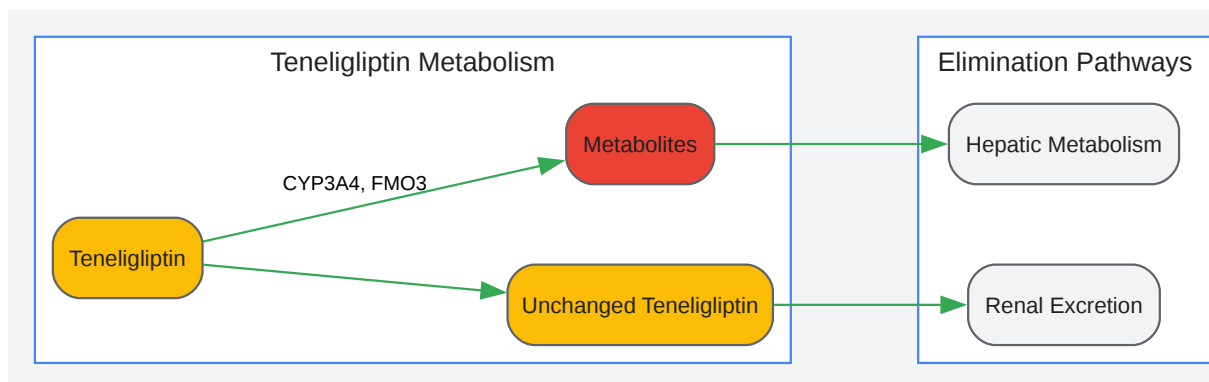 Teneligliptin Metabolism
Elimination Pathways
Metabolites
Hepatic Metabolism
CYP3A4, FMO3
Teneligliptin
Unchanged Teneligliptin
Renal Excretion